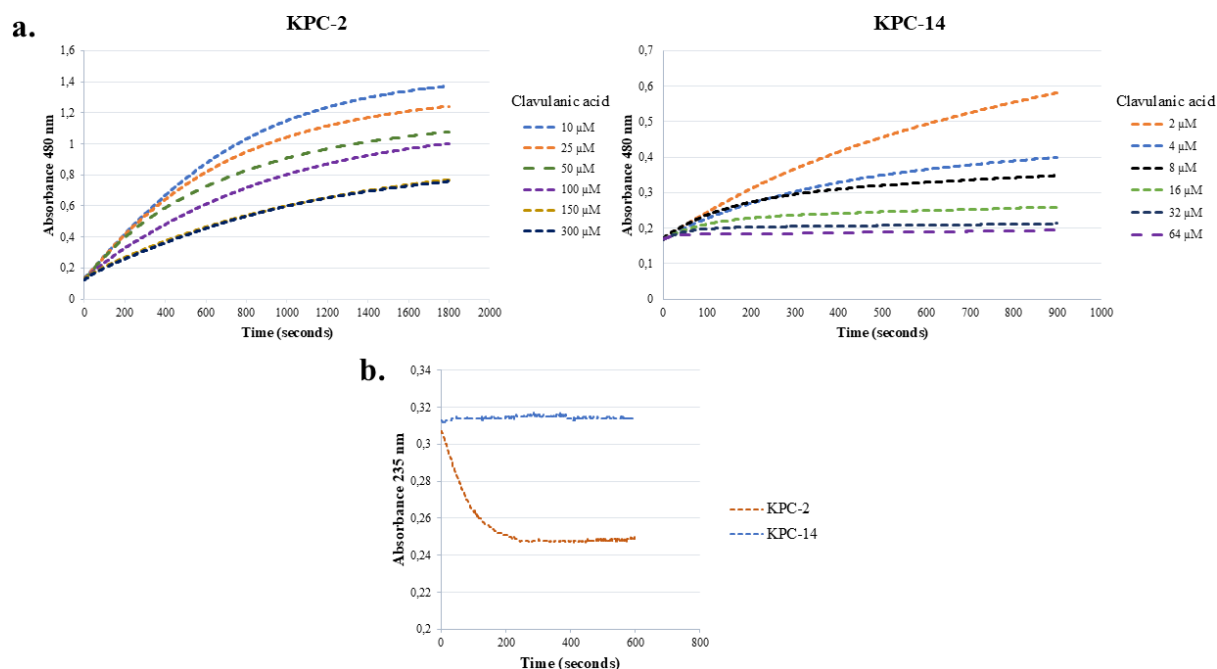 a.
KPC-2
1,6
1,4
1,2
1
0,8
0,6
0,4
0,2
0
Absorbance 480 nm
0 200 400 600 800 1000 1200 1400 1600 1800 2000
Time (seconds)
Clavulanic acid
10 µM
25 µM
50 µM
100 µM
150 µM
300 µM
KPC-14
0,7
0,6
0,5
0,4
0,3
0,2
0,1
0
Absorbance 480 nm
0 100 200 300 400 500 600 700 800 900 1000
Time (seconds)
Clavulanic acid
2 µM
4 µM
8 µM
16 µM
32 µM
64 µM
b.
0,34
0,32
0,3
0,28
0,26
0,24
0,22
0,2
Absorbance 235 nm
0 200 400 600 800
Time (seconds)
KPC-2
KPC-14